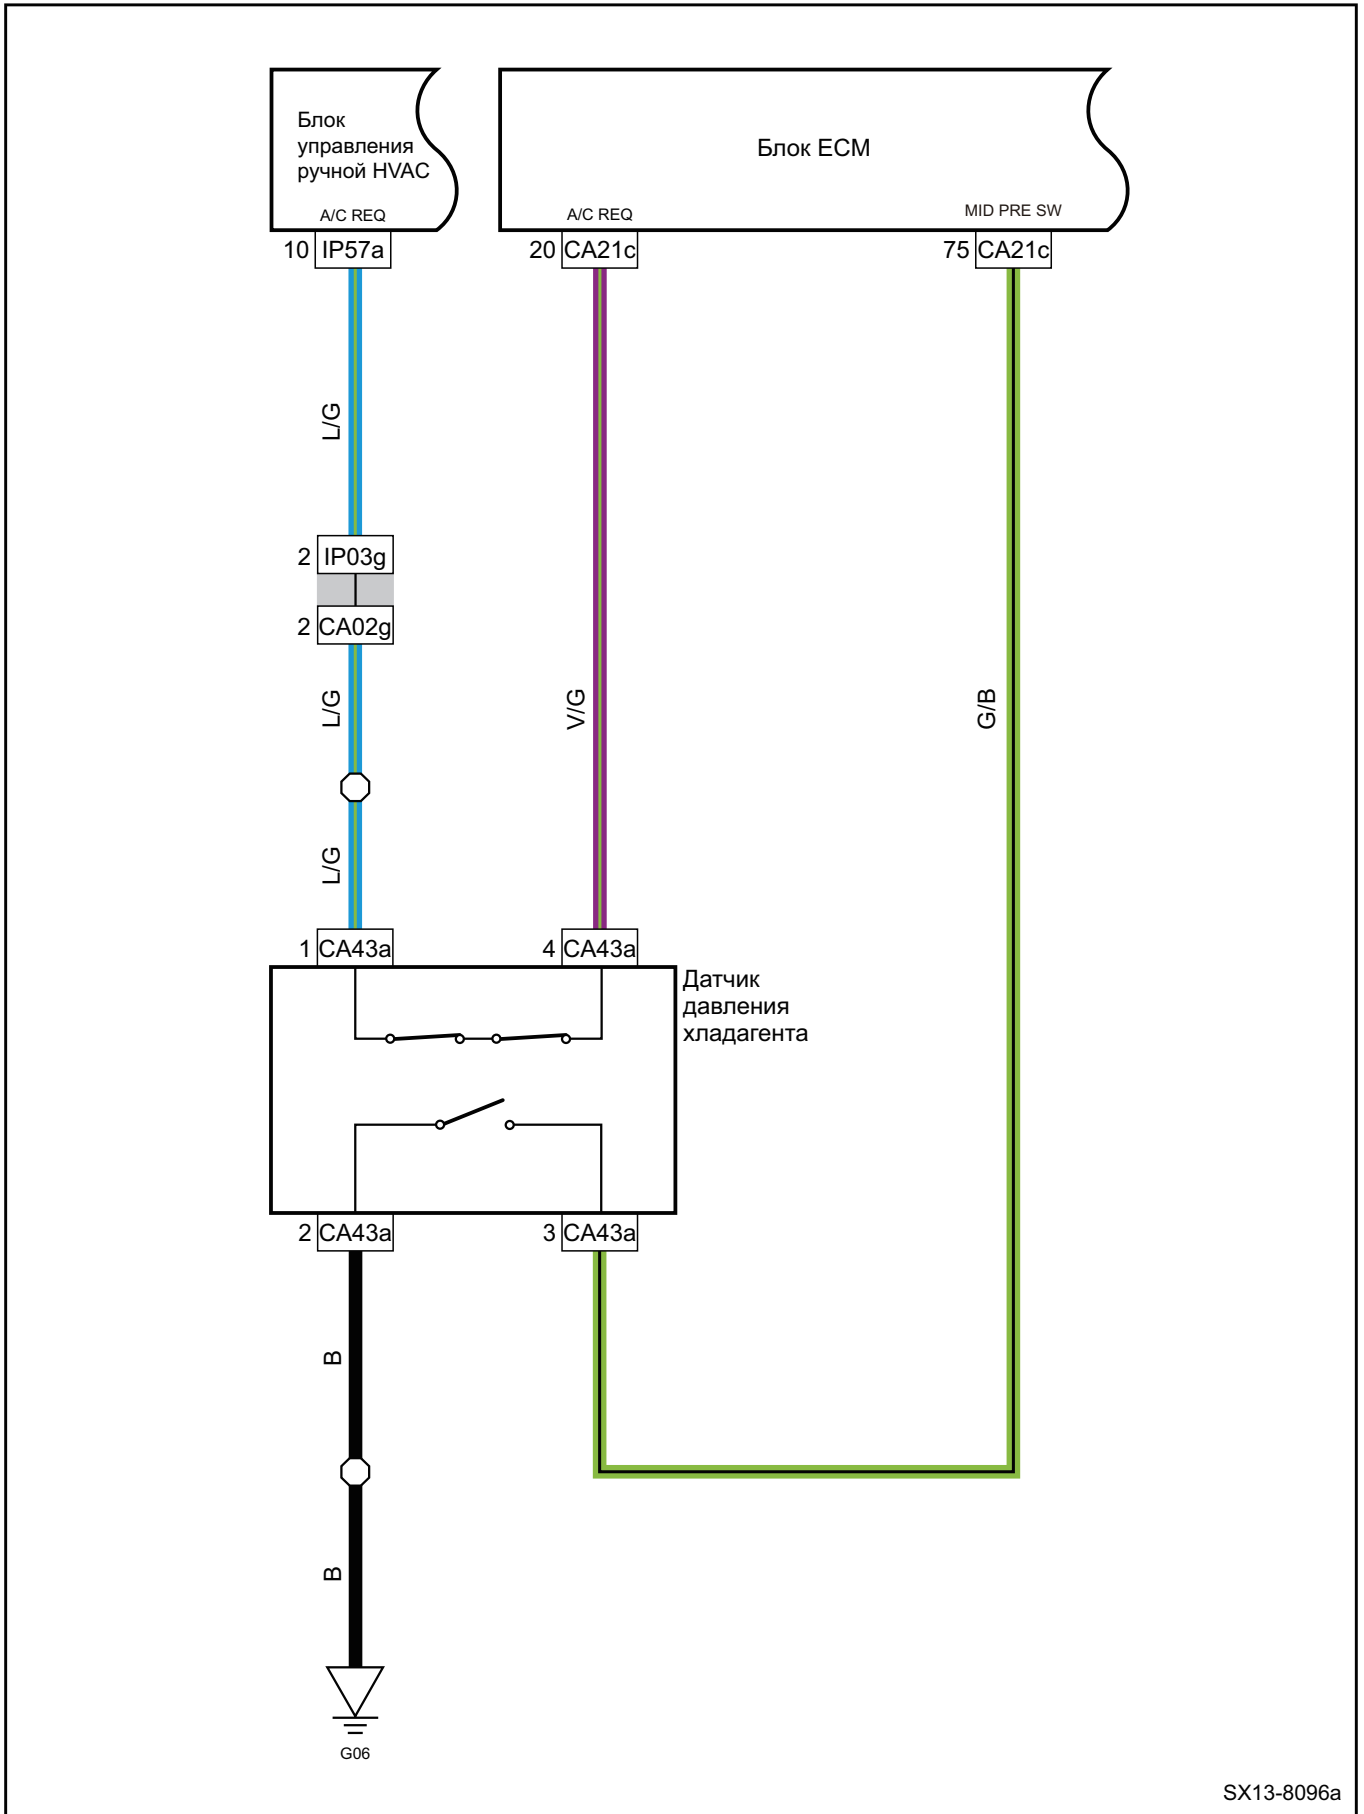 Блок
управления
ручной HVAC
Блок ECM
A/C REQ
A/C REQ
MID PRE SW
10 IP57a
20 CA21c
75 CA21c
L/G
2 IP03g
2 CA02g
L/G
V/G
G/B
L/G
1 CA43a
4 CA43a
Датчик
давления
хладагента
2 CA43a
3 CA43a
B
B
G06
SX13-8096a